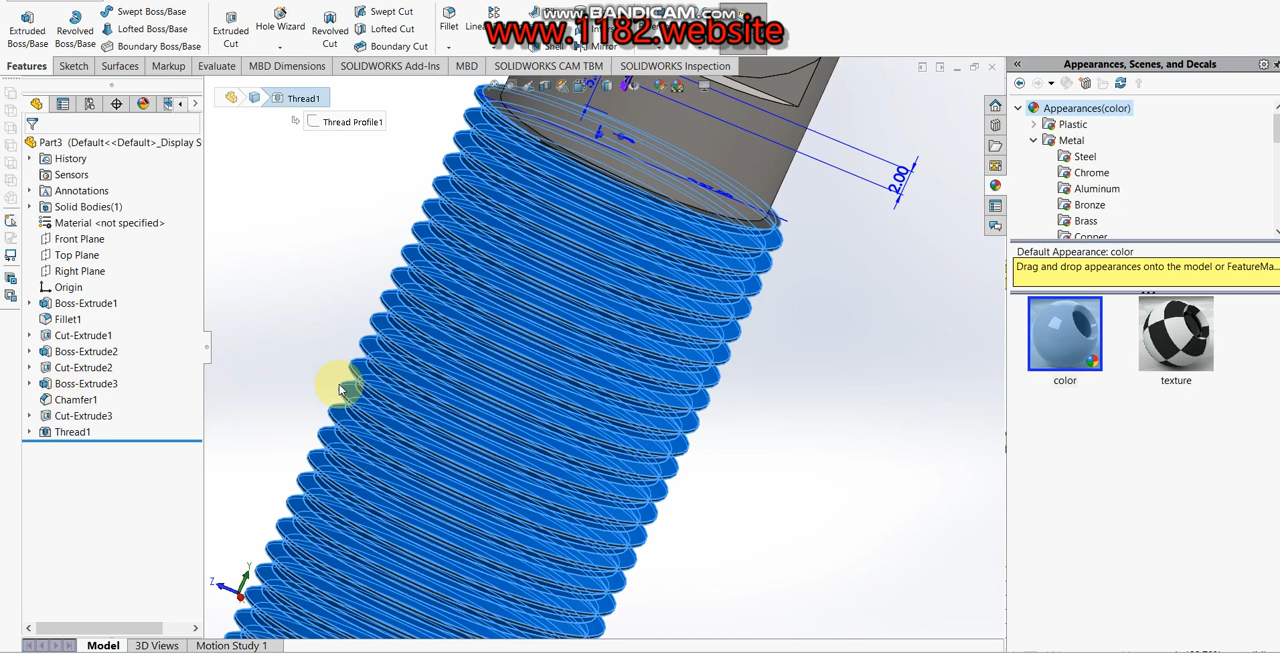 www.BANDICAM.com
www.1182.website
Extruded Boss/Base
Revolved Boss/Base
Swept Boss/Base
Lofted Boss/Base
Boundary Boss/Base
Extruded Cut
Hole Wizard
Revolved Cut
Swept Cut
Lofted Cut
Boundary Cut
Fillet
Shell
Mirror
Features
Sketch
Surfaces
Markup
Evaluate
MBD Dimensions
SOLIDWORKS Add-Ins
MBD
SOLIDWORKS CAM TBM
SOLIDWORKS Inspection
Part3 (Default<<Default>_Display S
History
Sensors
Annotations
Solid Bodies(1)
Material <not specified>
Front Plane
Top Plane
Right Plane
Origin
Boss-Extrude1
Fillet1
Cut-Extrude1
Boss-Extrude2
Cut-Extrude2
Boss-Extrude3
Chamfer1
Cut-Extrude3
Thread1
Thread1
Thread Profile1
2.00
Y
Z
Model
3D Views
Motion Study 1
Appearances, Scenes, and Decals
Appearances(color)
Plastic
Metal
Steel
Chrome
Aluminum
Bronze
Brass
Copper
Default Appearance: color
Drag and drop appearances onto the model or FeatureMa...
color
texture